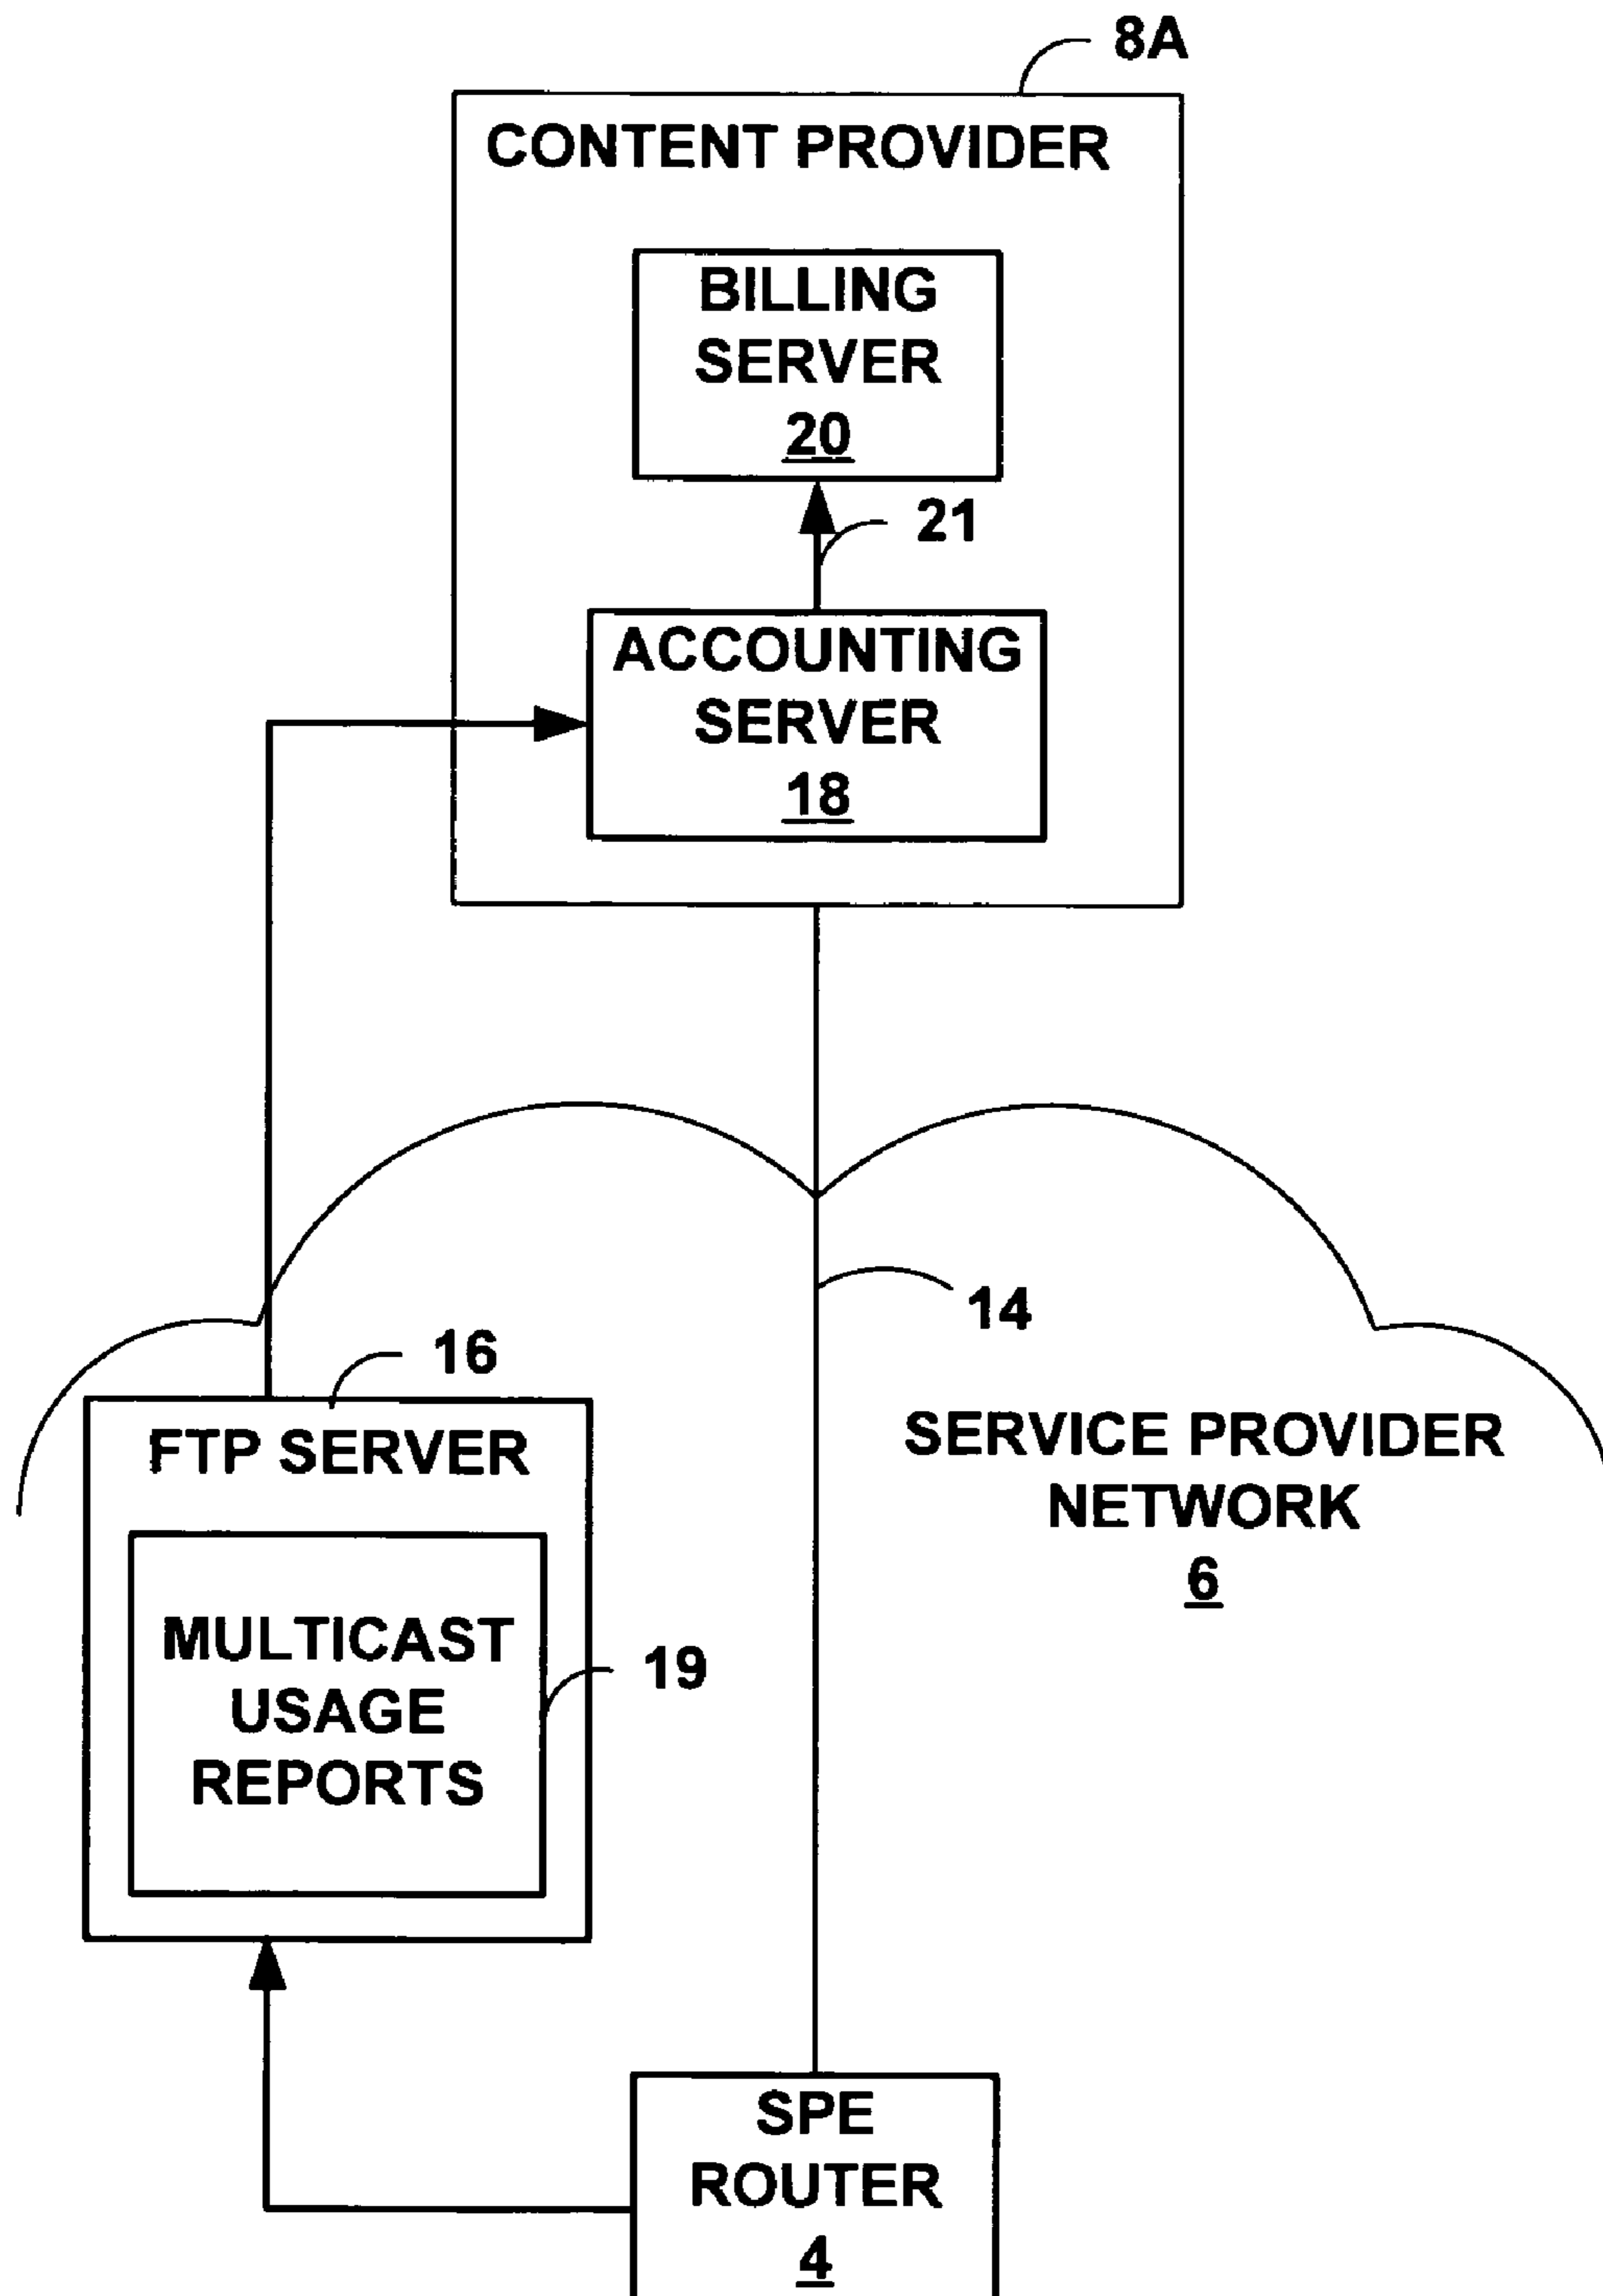 8A
CONTENT PROVIDER
BILLING
SERVER
20
21
ACCOUNTING
SERVER
18
14
16
FTP SERVER
SERVICE PROVIDER
NETWORK
6
MULTICAST
USAGE
REPORTS
19
SPE
ROUTER
4